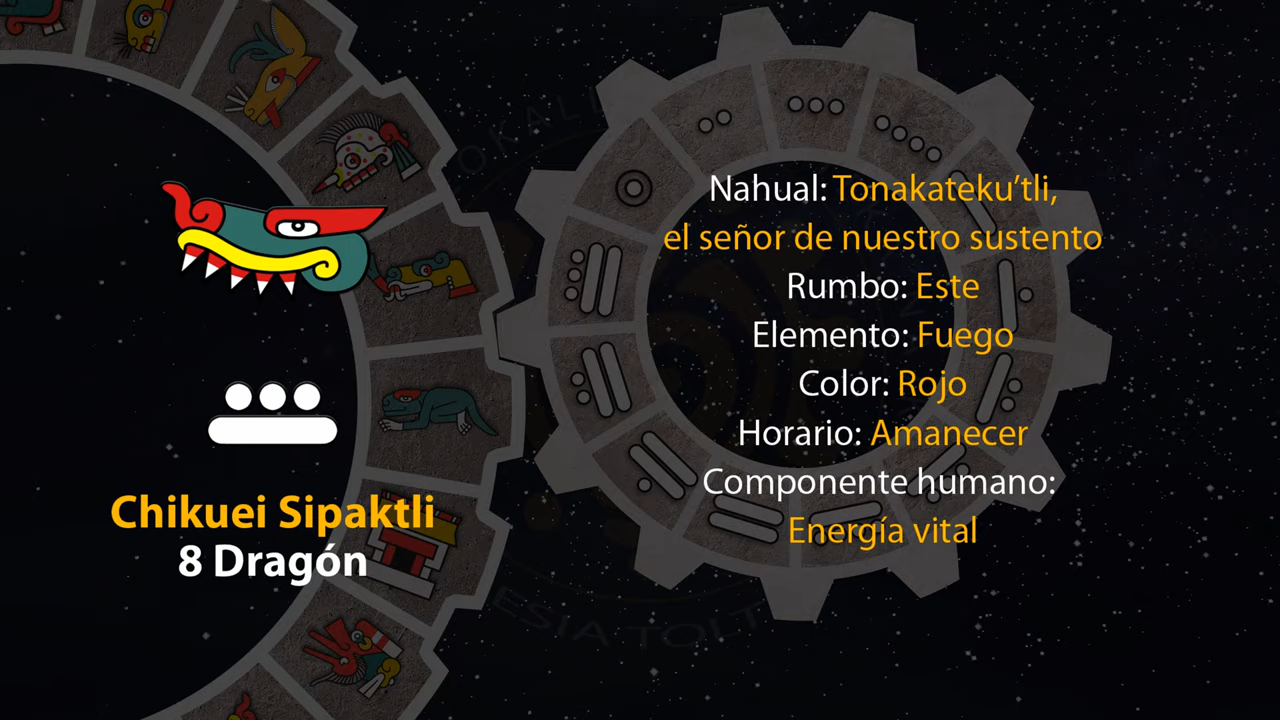 Chikuei Sipaktli
8 Dragón
Nahual: Tonakateku’tli,
el señor de nuestro sustento
Rumbo: Este
Elemento: Fuego
Color: Rojo
Horario: Amanecer
Componente humano:
Energía vital